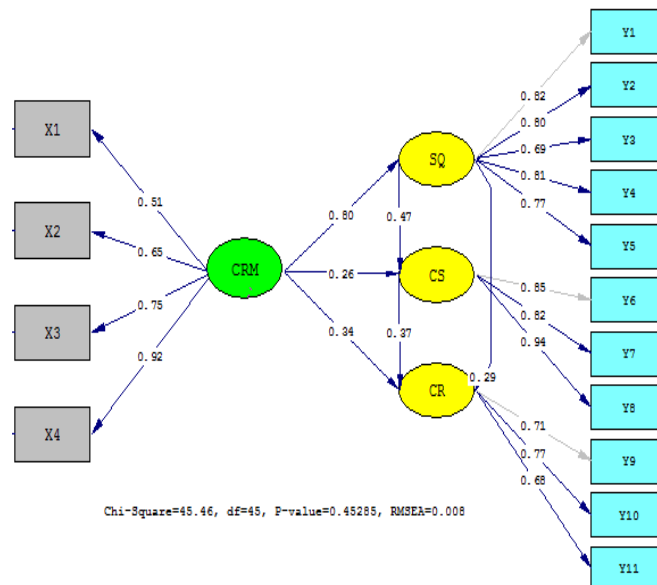 Y1
0.82
Y2
0.80
X1
0.69
Y3
SQ
0.81
Y4
0.51
0.80
0.77
0.47
X2
0.65
Y5
CRM
0.26
CS
0.85
Y6
0.75
0.82
X3
0.34
0.37
0.94
Y7
0.92
0.29
CR
Y8
X4
0.71
0.77
Y9
0.68
Chi-Square=45.46, df=45, P-value=0.45285, RMSEA=0.008
Y10
Y11